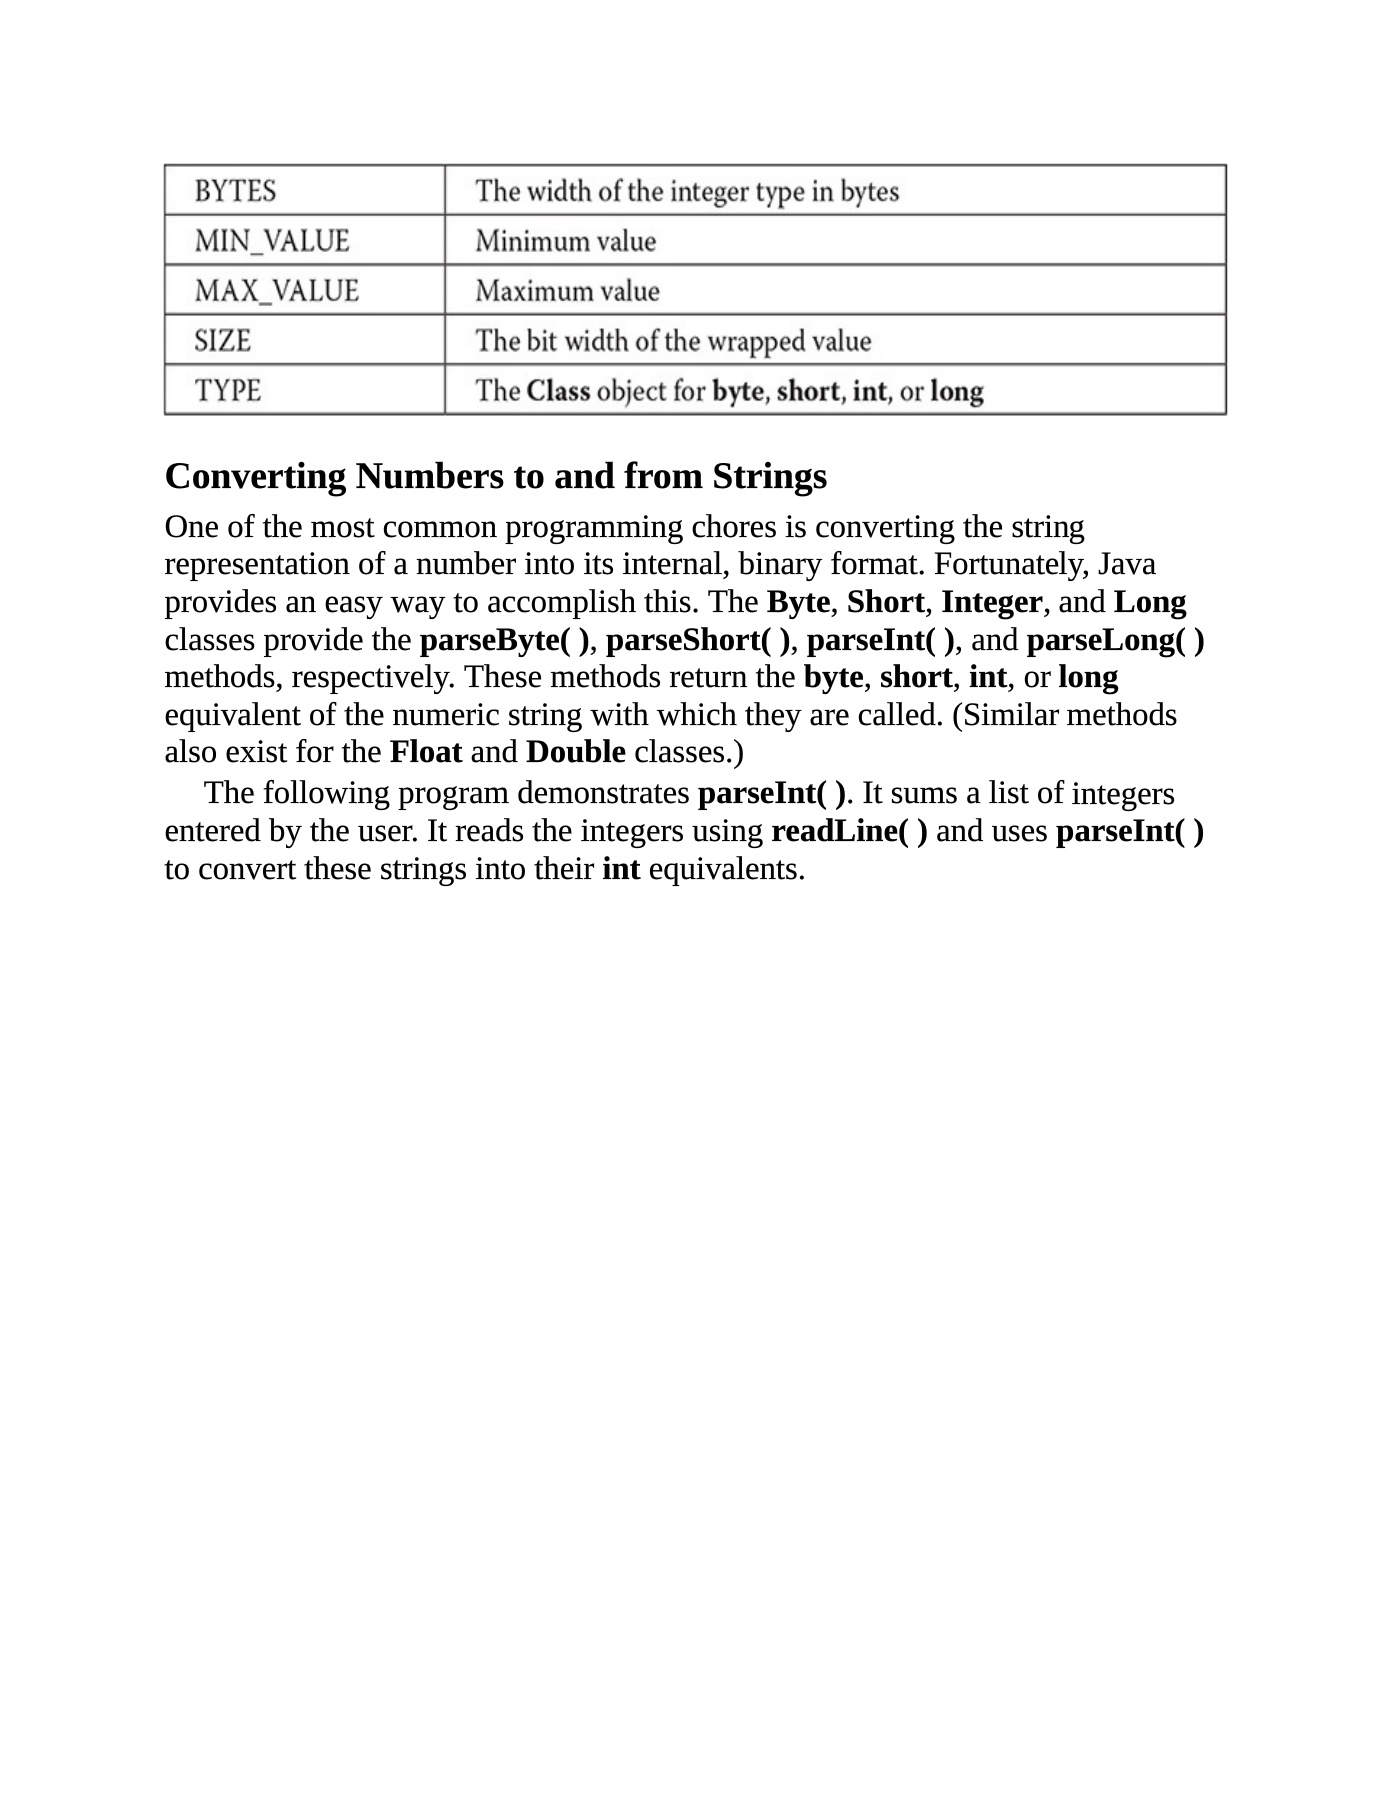 BYTES The width of the integer type in bytes
MIN_VALUE Minimum value
MAX_VALUE Maximum value
SIZE The bit width of the wrapped value
TYPE The Class object for byte, short, int, or long
Converting Numbers to and from Strings
One of the most common programming chores is converting the string
representation of a number into its internal, binary format. Fortunately, Java
provides an easy way to accomplish this. The Byte, Short, Integer, and Long
classes provide the parseByte( ), parseShort( ), parseInt( ), and parseLong( )
methods, respectively. These methods return the byte, short, int, or long
equivalent of the numeric string with which they are called. (Similar methods
also exist for the Float and Double classes.)
The following program demonstrates parseInt( ). It sums a list of integers
entered by the user. It reads the integers using readLine( ) and uses parseInt( )
to convert these strings into their int equivalents.